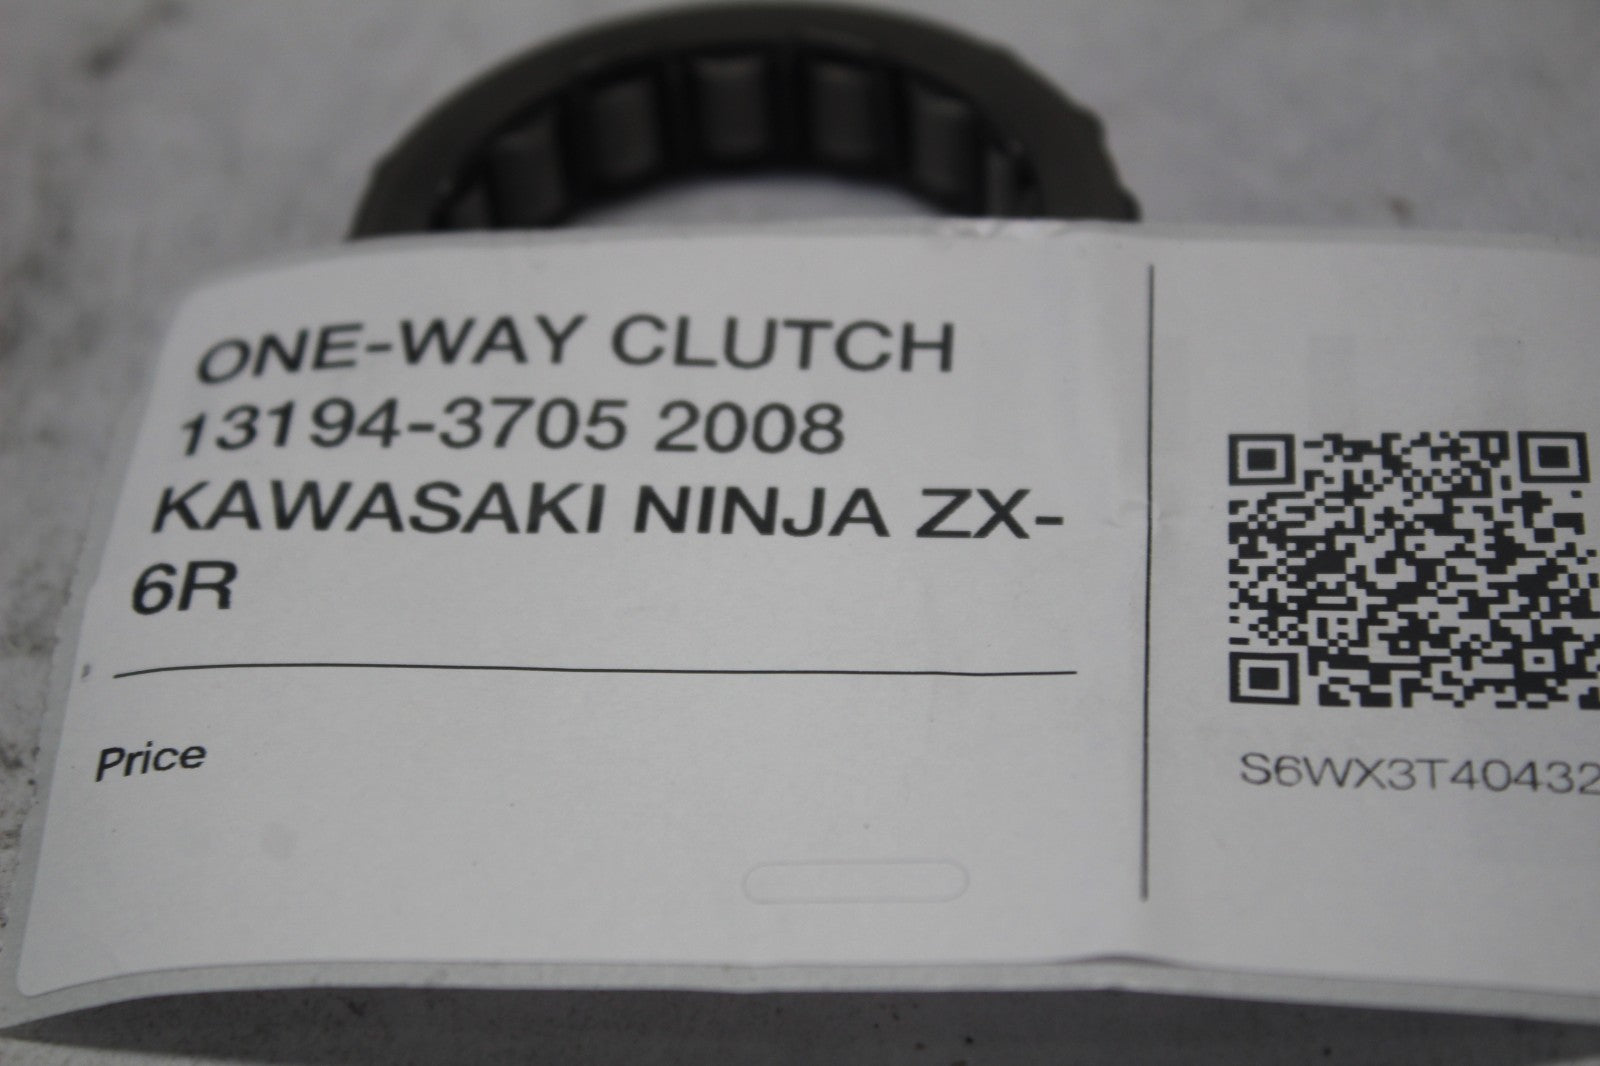 ONE-WAY CLUTCH
13194-3705 2008
KAWASAKI NINJA ZX-
6R
Price
S6WX3T40432